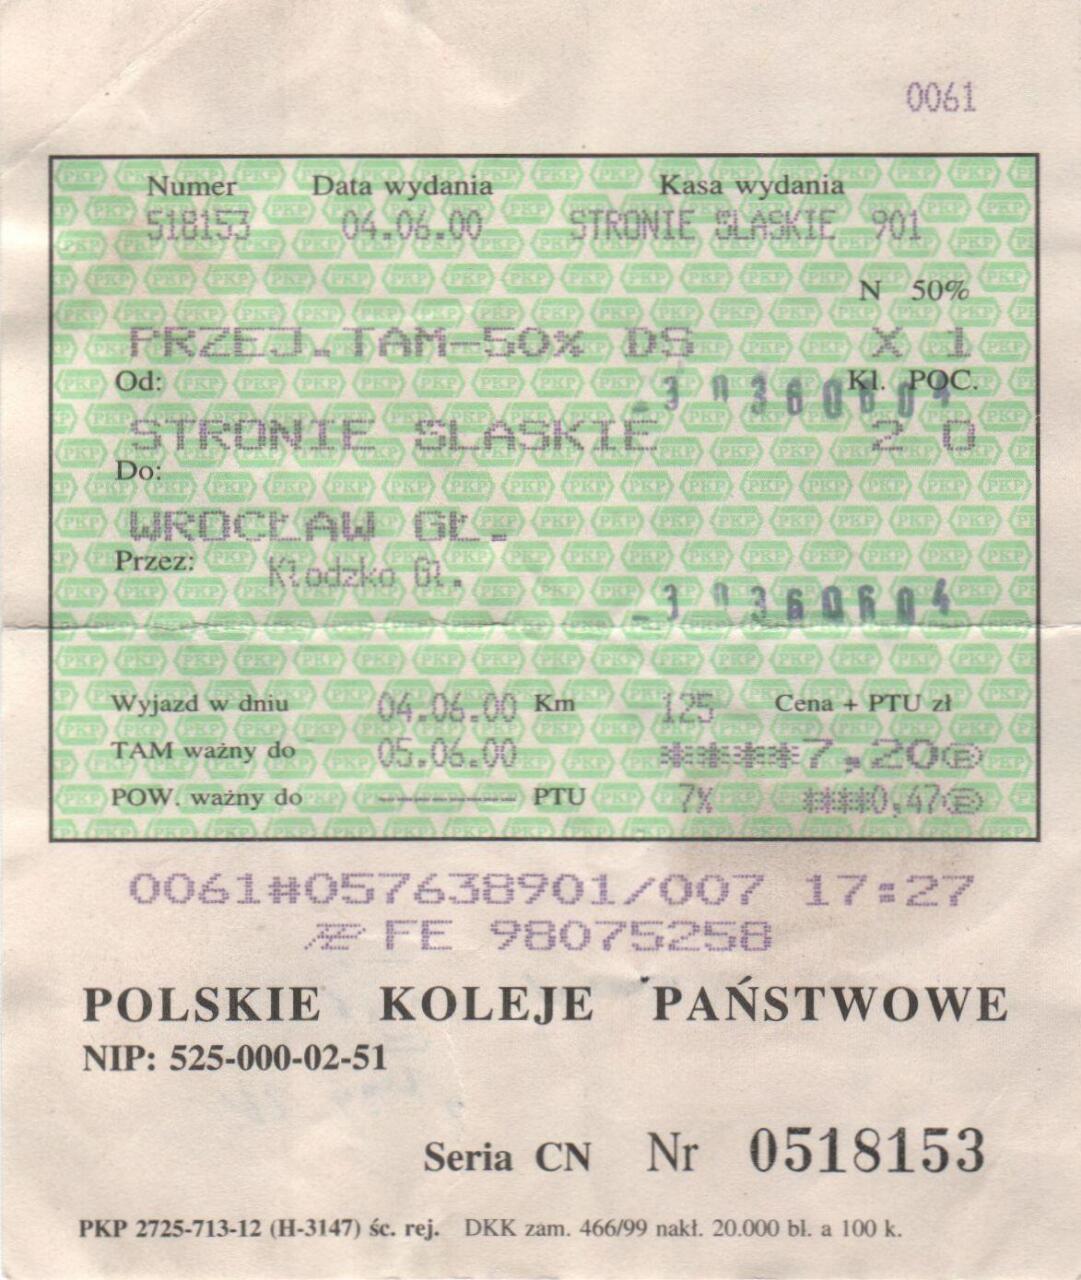 0061
Numer Data wydania Kasa wydania
518153 04.06.00 STRONIE SLASKIE 901
N 50%
PRZEJ.TAM-50% DS X 1
Od: Kl. POC.
STRONIE SLASKIE 2 0
Do:
WROCŁAW GŁ.
Przez: Kłodzko Gł.
Wyjazd w dniu 04.06.00 Km 125 Cena + PTU zł
TAM ważny do 05.06.00 *****7,20
POW. ważny do --------- PTU 7% ****0,47
0061#057638901/007 17:27
FE 98075258
POLSKIE KOLEJE PAŃSTWOWE
NIP: 525-000-02-51
Seria CN Nr 0518153
PKP 2725-713-12 (H-3147) śc. rej. DKK zam. 466/99 nakł. 20.000 bl. a 100 k.